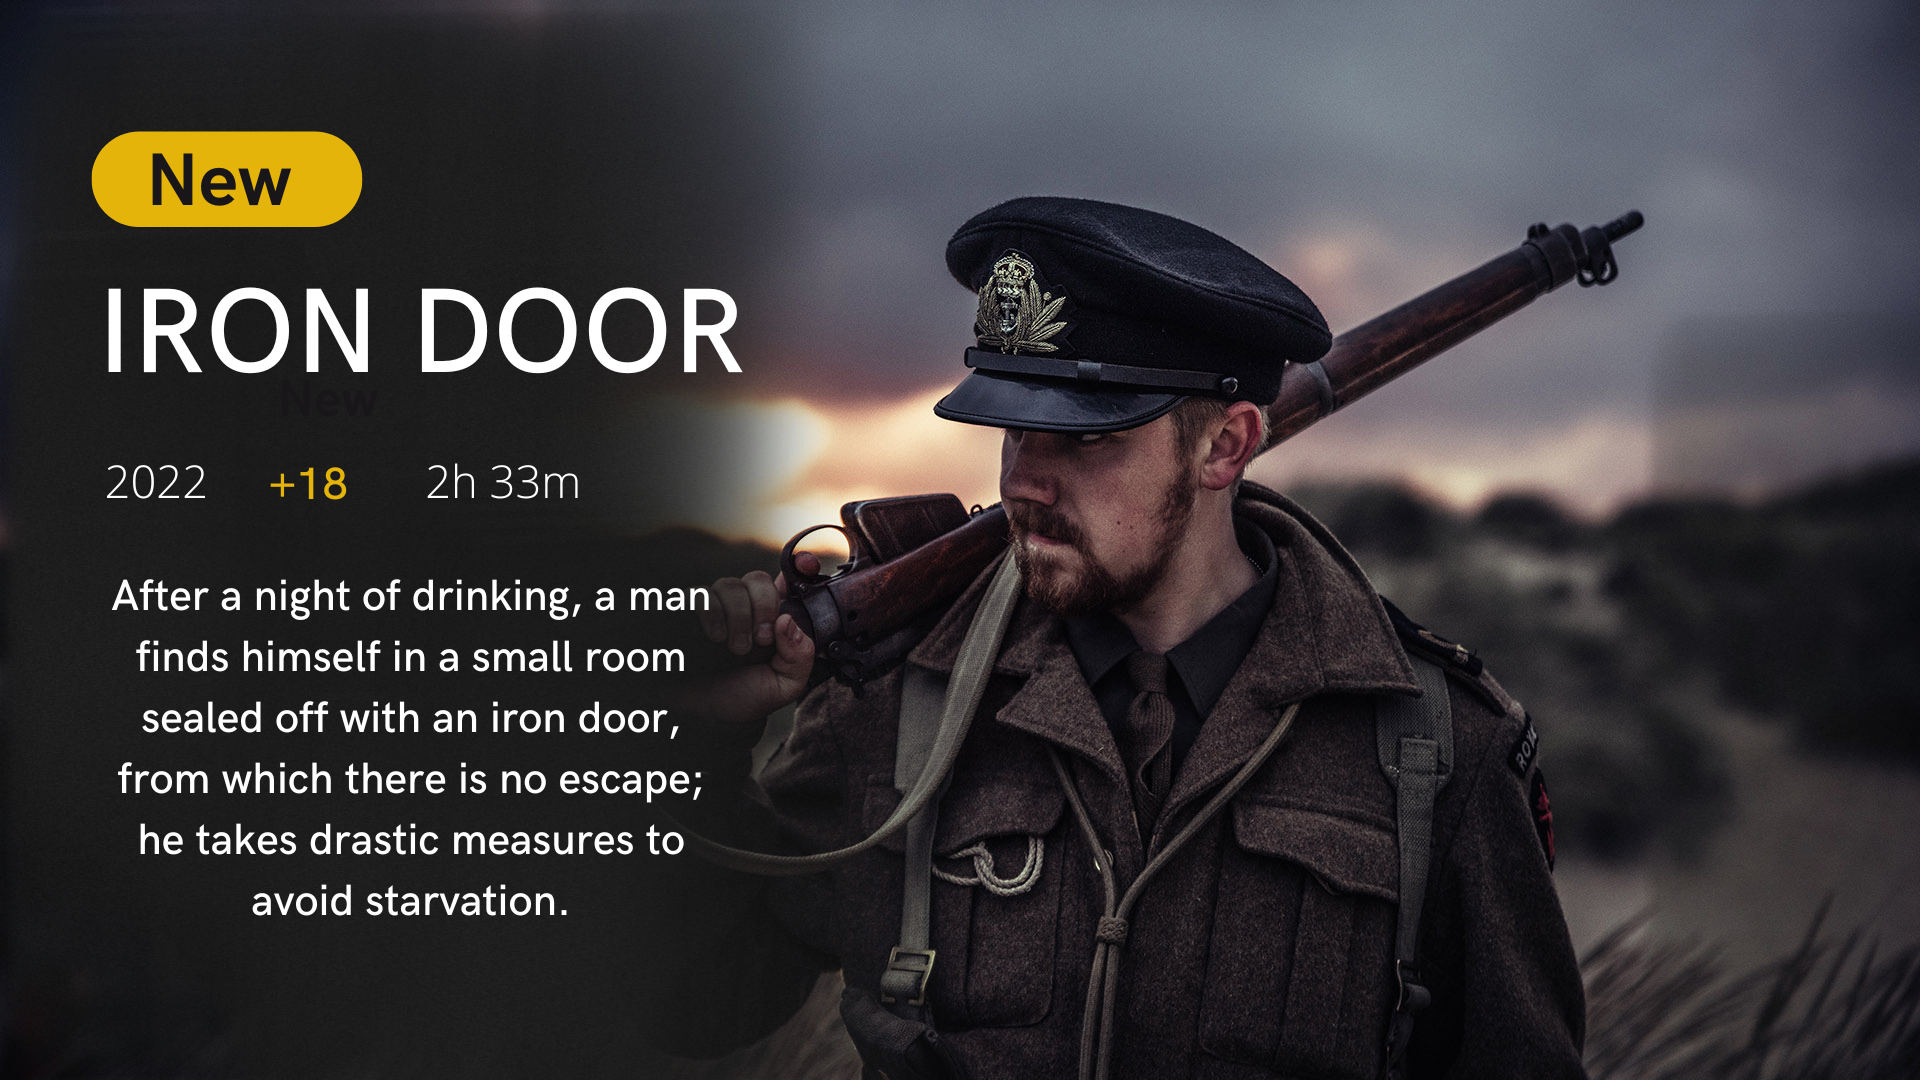 New
IRON DOOR
New
2022 +18 2h 33m
After a night of drinking, a man
finds himself in a small room
sealed off with an iron door,
from which there is no escape;
he takes drastic measures to
avoid starvation.